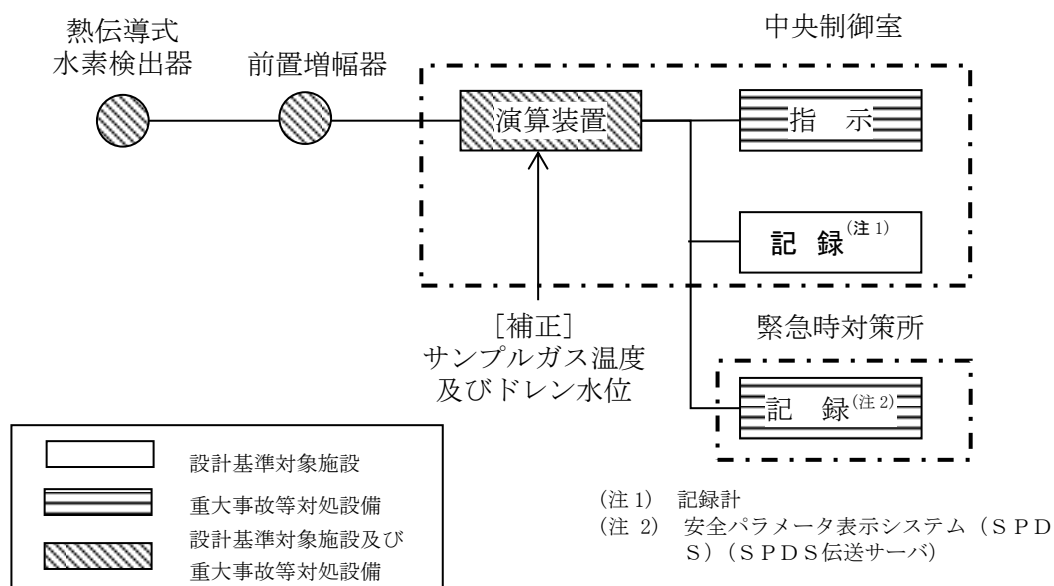 熱伝導式
水素検出器
前置増幅器
中央制御室
演算装置
指 示
記 録(注1)
[補正]
サンプルガス温度
及びドレン水位
緊急時対策所
記 録(注2)
設計基準対象施設
重大事故等対処設備
設計基準対象施設及び
重大事故等対処設備
(注1) 記録計
(注2) 安全パラメータ表示システム(SPD
S)(SPDS伝送サーバ)